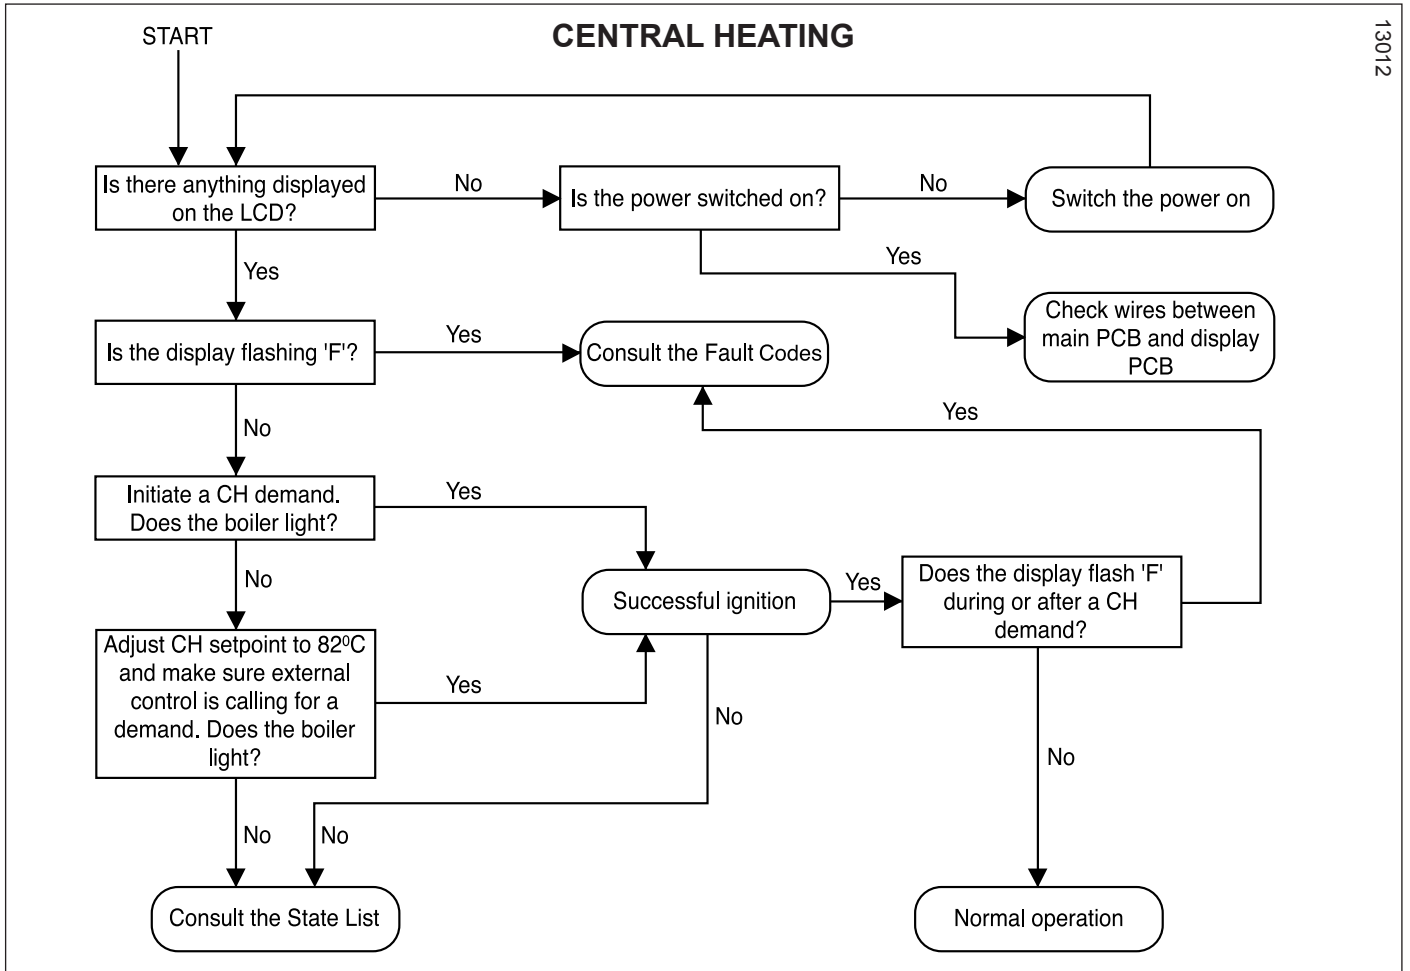 START
CENTRAL HEATING
13012
Is there anything displayed
on the LCD?
No
Is the power switched on?
No
Switch the power on
Yes
Yes
Check wires between
main PCB and display
PCB
Is the display flashing 'F'?
Yes
Consult the Fault Codes
Yes
No
Initiate a CH demand.
Does the boiler light?
Yes
No
Successful ignition
Yes
Does the display flash 'F'
during or after a CH
demand?
Adjust CH setpoint to 82⁰C
and make sure external
control is calling for a
demand. Does the boiler
light?
Yes
No
No
No
No
Consult the State List
Normal operation